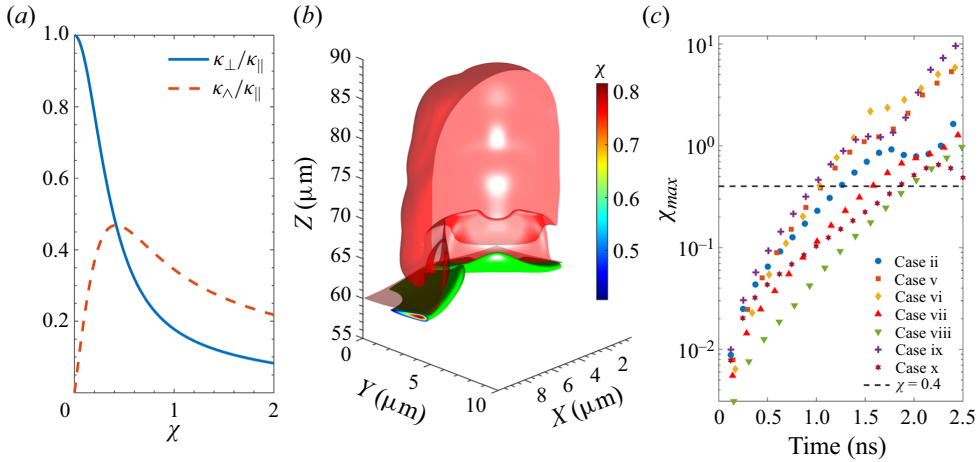 (a)
1.0
0.8
0.6
0.4
0.2
0
1
2
χ
κ⊥/κ∥
κ∧/κ∥
(b)
90
85
80
75
70
65
60
55
Z (μm)
0
5
10
Y (μm)
8
6
4
2
X (μm)
χ
0.8
0.7
0.6
0.5
(c)
10¹
10⁰
10⁻¹
10⁻²
χmax
0
0.5
1.0
1.5
2.0
2.5
Time (ns)
Case ii
Case v
Case vi
Case vii
Case viii
Case ix
Case x
χ = 0.4